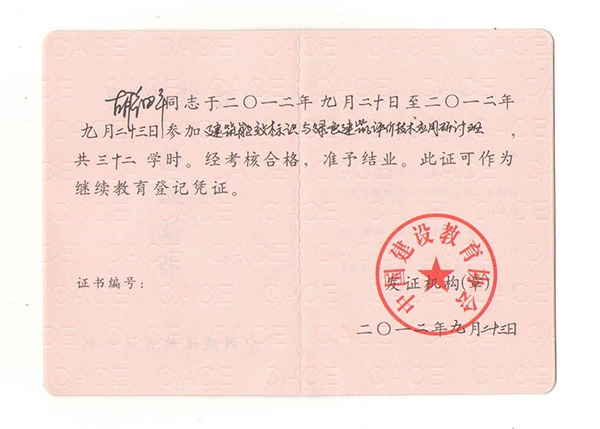 同志于二〇一二年九月二十日至二〇一二年
九月二十三日参加建筑能效标识与绿色建筑评价技术应用研讨班，
共三十二学时。经考核合格，准予结业。此证可作为
继续教育登记凭证。
中国建设教育协会
证书编号：
发证机构(章)
二〇一二年九月二十三日